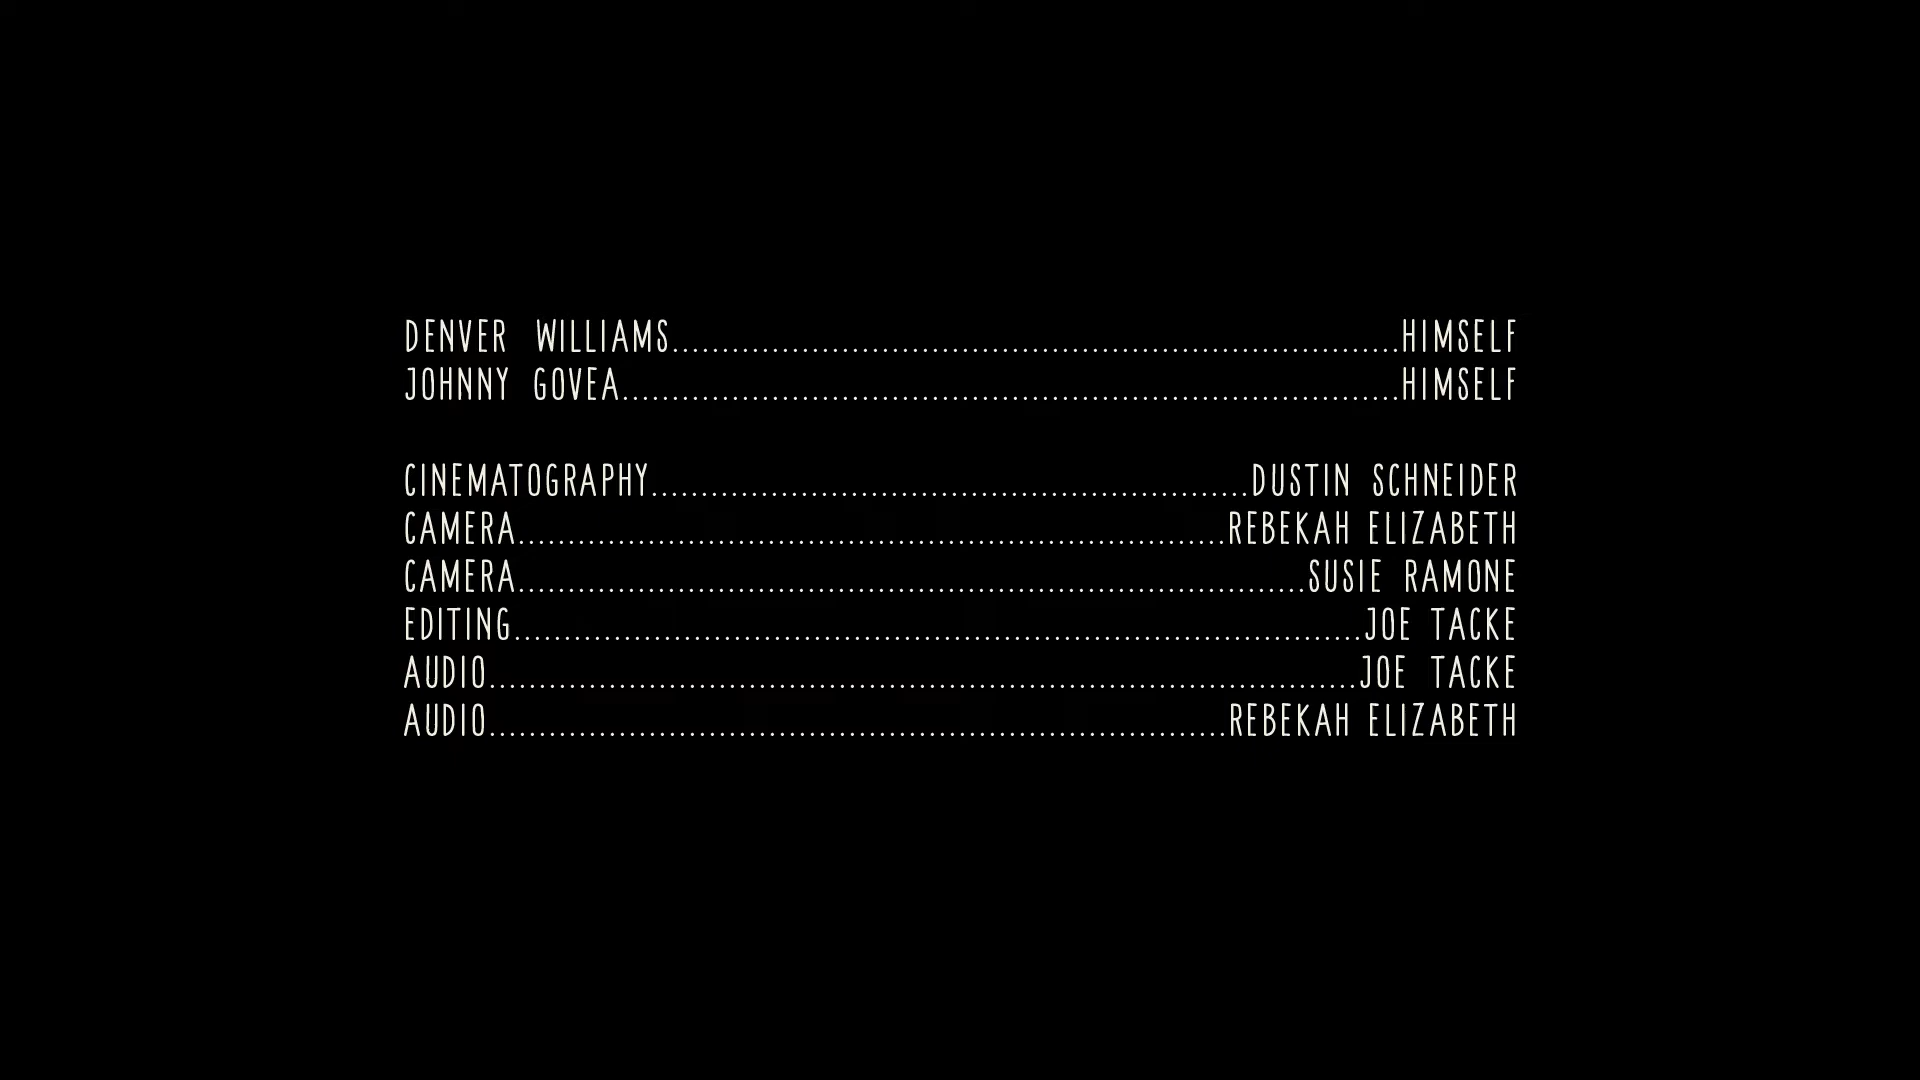 DENVER WILLIAMS.........................................................................HIMSELF
JOHNNY GOVEA..............................................................................HIMSELF
CINEMATOGRAPHY............................................................DUSTIN SCHNEIDER
CAMERA.......................................................................REBEKAH ELIZABETH
CAMERA...............................................................................SUSIE RAMONE
EDITING.....................................................................................JOE TACKE
AUDIO.......................................................................................JOE TACKE
AUDIO..........................................................................REBEKAH ELIZABETH